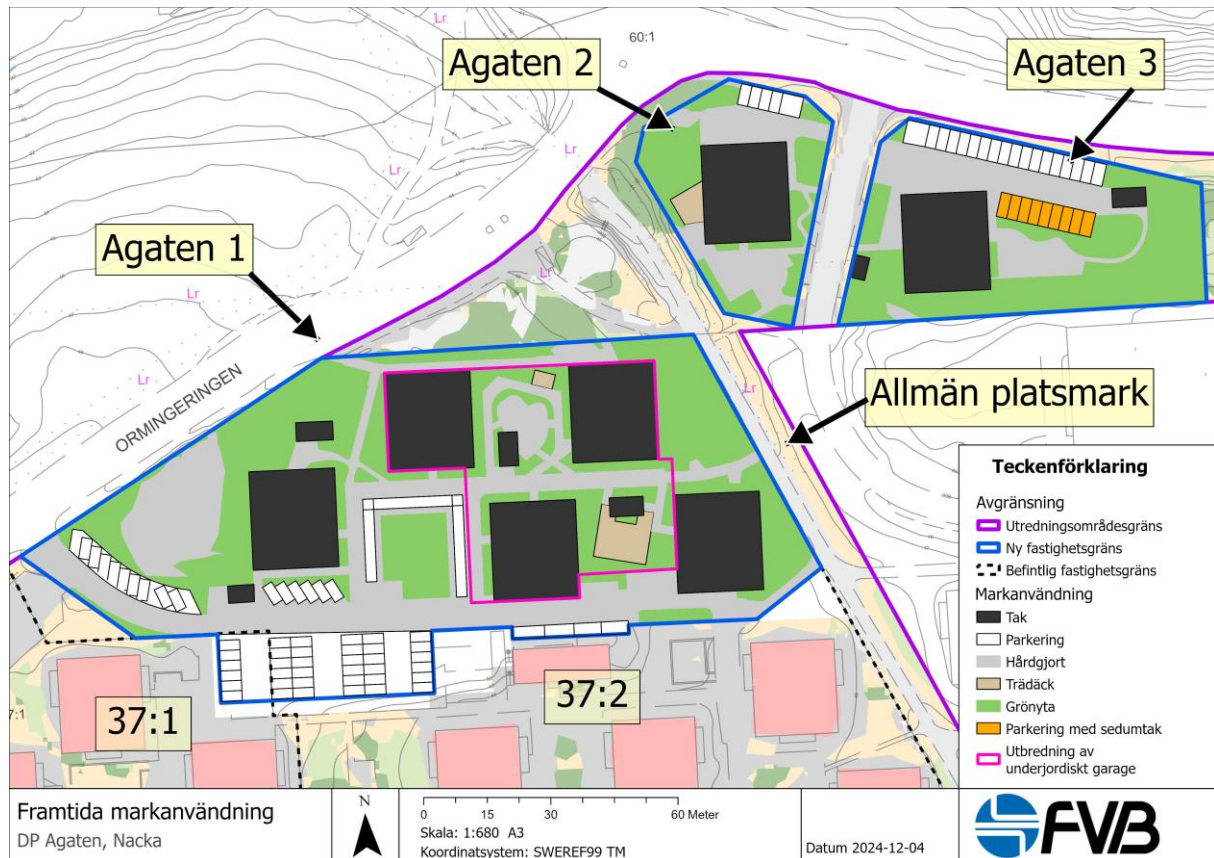 Lr
60:1
Agaten 2
Agaten 3
Lr
Lr
Agaten 1
Lr
Lr
Lr
ORMINGERINGEN
Lr
Allmän platsmark
37:1
37:2
Teckenförklaring
Avgränsning
Utredningsområdesgräns
Ny fastighetsgräns
Befintlig fastighetsgräns
Markanvändning
Tak
Parkering
Hårdgjort
Trädäck
Grönyta
Parkering med sedumtak
Utbredning av
underjordiskt garage
Framtida markanvändning
DP Agaten, Nacka
N
0 15 30 60 Meter
Skala: 1:680 A3
Koordinatsystem: SWEREF99 TM
Datum 2024-12-04
FVB